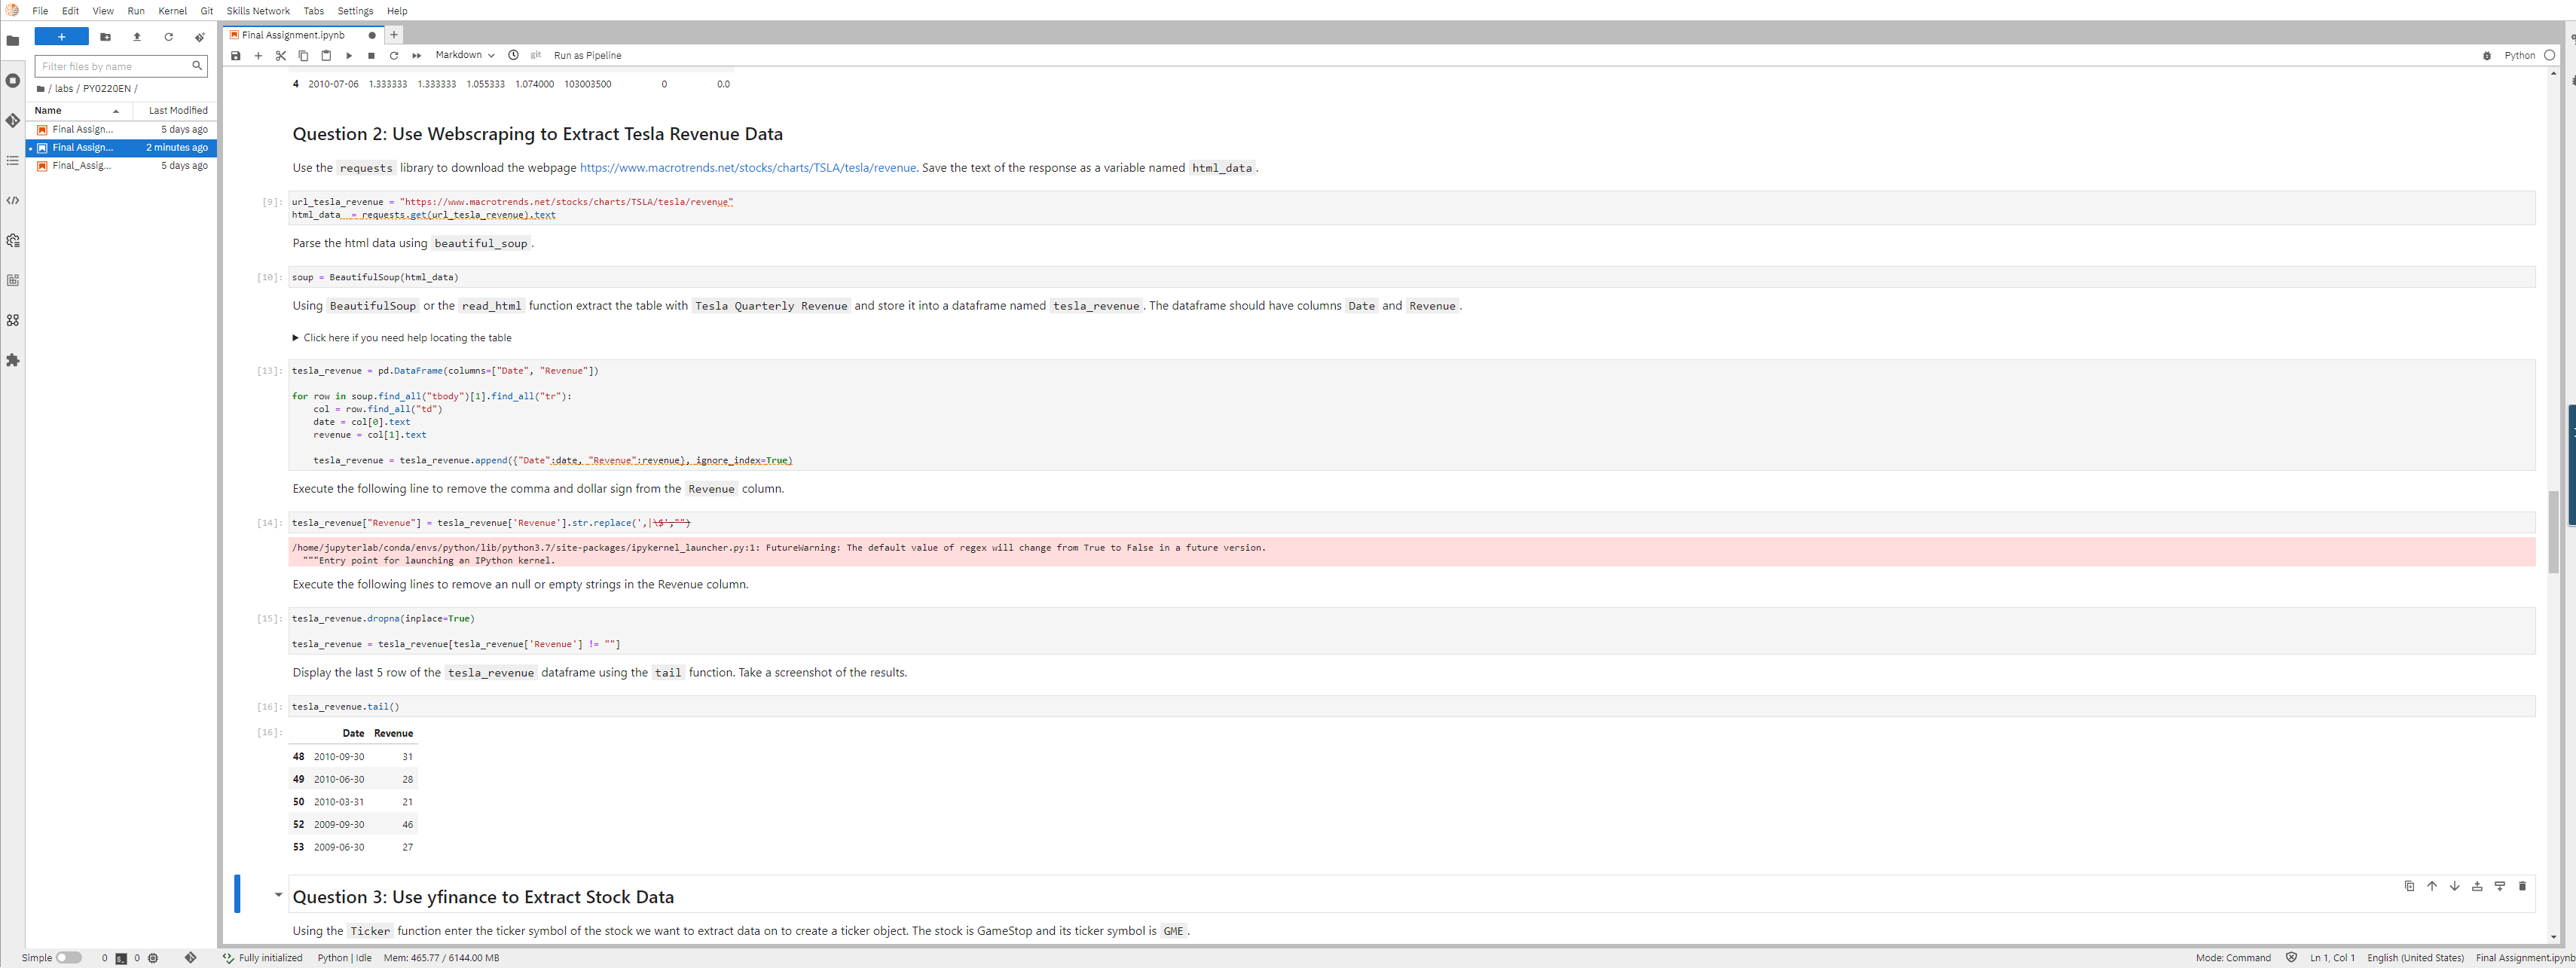 File Edit View Run Kernel Git Skills Network Tabs Settings Help
+
Filter files by name
/ labs / PY0220EN /
Name Last Modified
Final Assign... 5 days ago
Final Assign... 2 minutes ago
Final_Assig... 5 days ago
Final Assignment.ipynb
Markdown git Run as Pipeline Python
4 2010-07-06 1.333333 1.333333 1.055333 1.074000 103003500 0 0.0
Question 2: Use Webscraping to Extract Tesla Revenue Data
Use the requests library to download the webpage https://www.macrotrends.net/stocks/charts/TSLA/tesla/revenue. Save the text of the response as a variable named html_data.
[9]: url_tesla_revenue = "https://www.macrotrends.net/stocks/charts/TSLA/tesla/revenue"
html_data  = requests.get(url_tesla_revenue).text
Parse the html data using beautiful_soup.
[10]: soup = BeautifulSoup(html_data)
Using BeautifulSoup or the read_html function extract the table with Tesla Quarterly Revenue and store it into a dataframe named tesla_revenue. The dataframe should have columns Date and Revenue.
Click here if you need help locating the table
[13]: tesla_revenue = pd.DataFrame(columns=["Date", "Revenue"])
for row in soup.find_all("tbody")[1].find_all("tr"):
col = row.find_all("td")
date = col[0].text
revenue = col[1].text
tesla_revenue = tesla_revenue.append({"Date":date, "Revenue":revenue}, ignore_index=True)
Execute the following line to remove the comma and dollar sign from the Revenue column.
[14]: tesla_revenue["Revenue"] = tesla_revenue['Revenue'].str.replace(',|\$',"")
/home/jupyterlab/conda/envs/python/lib/python3.7/site-packages/ipykernel_launcher.py:1: FutureWarning: The default value of regex will change from True to False in a future version.
"""Entry point for launching an IPython kernel.
Execute the following lines to remove an null or empty strings in the Revenue column.
[15]: tesla_revenue.dropna(inplace=True)
tesla_revenue = tesla_revenue[tesla_revenue['Revenue'] != ""]
Display the last 5 row of the tesla_revenue dataframe using the tail function. Take a screenshot of the results.
[16]: tesla_revenue.tail()
[16]: Date Revenue
48 2010-09-30 31
49 2010-06-30 28
50 2010-03-31 21
52 2009-09-30 46
53 2009-06-30 27
Question 3: Use yfinance to Extract Stock Data
Using the Ticker function enter the ticker symbol of the stock we want to extract data on to create a ticker object. The stock is GameStop and its ticker symbol is GME.
Simple 0 0 Fully initialized Python | Idle Mem: 465.77 / 6144.00 MB Mode: Command Ln 1, Col 1 English (United States) Final Assignment.ipynb